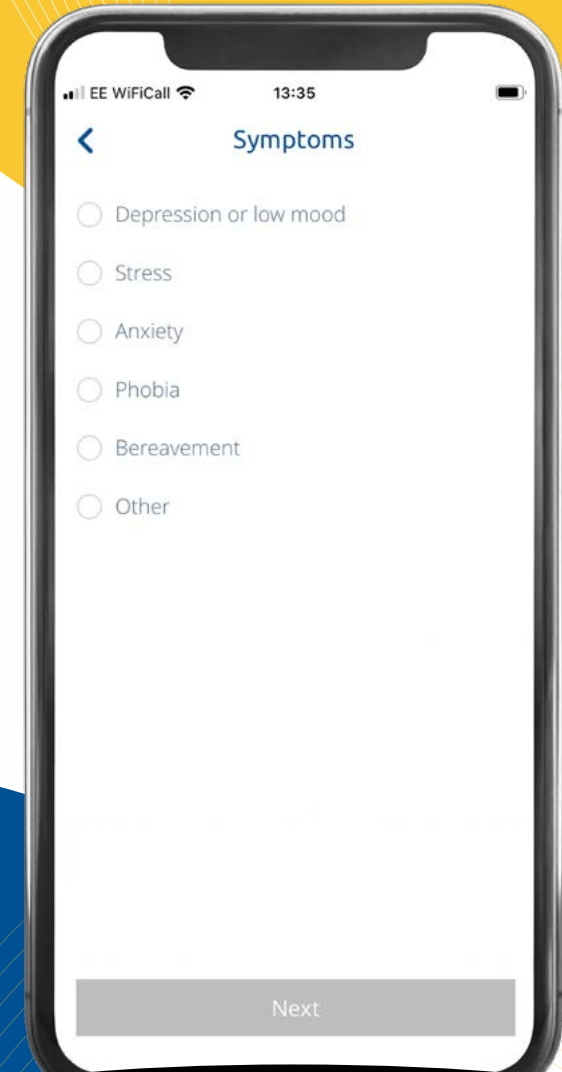 EE WiFiCall 13:35
Symptoms
Depression or low mood
Stress
Anxiety
Phobia
Bereavement
Other
Next